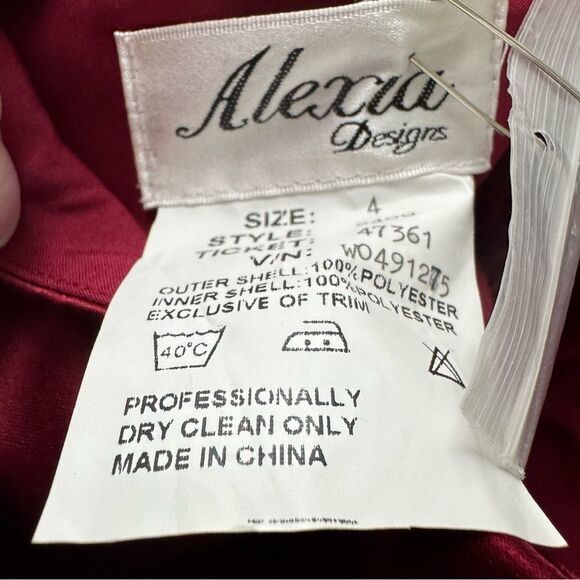 Alexia
Designs
SIZE: 4
STYLE:
TICKET: 47361
V/N: W0491275
OUTER SHELL:100%POLYESTER
INNER SHELL:100%POLYESTER
EXCLUSIVE OF TRIM
40°C
PROFESSIONALLY
DRY CLEAN ONLY
MADE IN CHINA